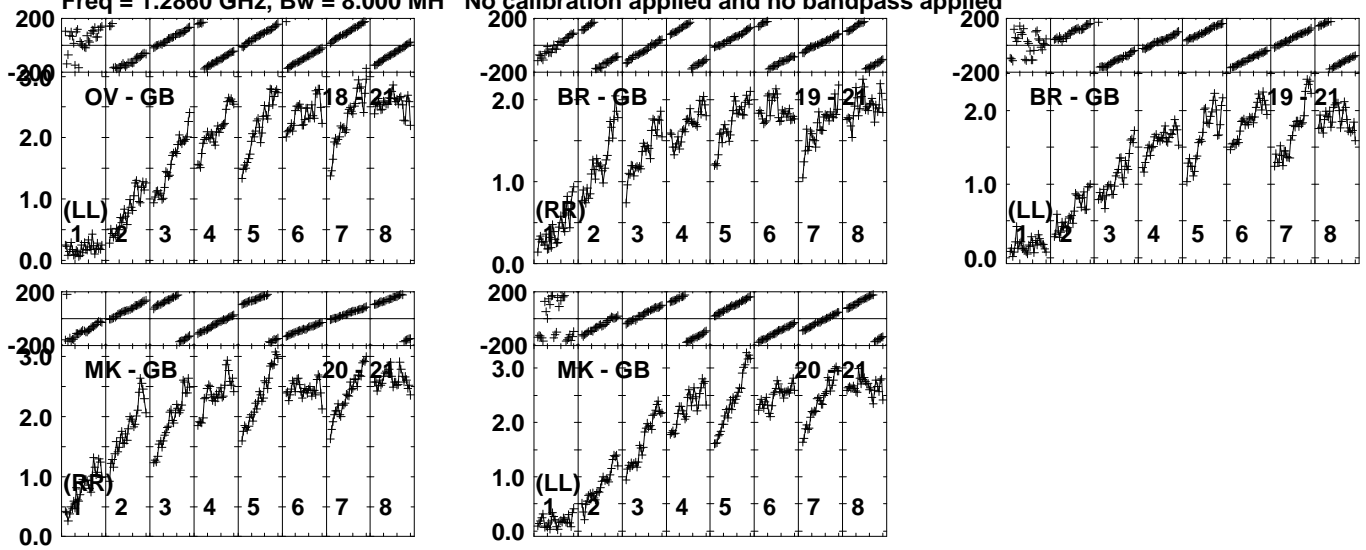 Freq = 1.2860 GHz, Bw = 8.000 MH No calibration applied and no bandpass applied
200
-200
3.0
2.0
1.0
0.0
OV - GB 18 - 21
(LL)
1 2 3 4 5 6 7 8
200
-200
2.0
1.0
0.0
BR - GB 19 - 21
(RR)
1 2 3 4 5 6 7 8
200
-200
2.0
1.0
0.0
BR - GB 19 - 21
(LL)
1 2 3 4 5 6 7 8
200
-200
3.0
2.0
1.0
0.0
MK - GB 20 - 21
(RR)
1 2 3 4 5 6 7 8
200
-200
3.0
2.0
1.0
0.0
MK - GB 20 - 21
(LL)
1 2 3 4 5 6 7 8